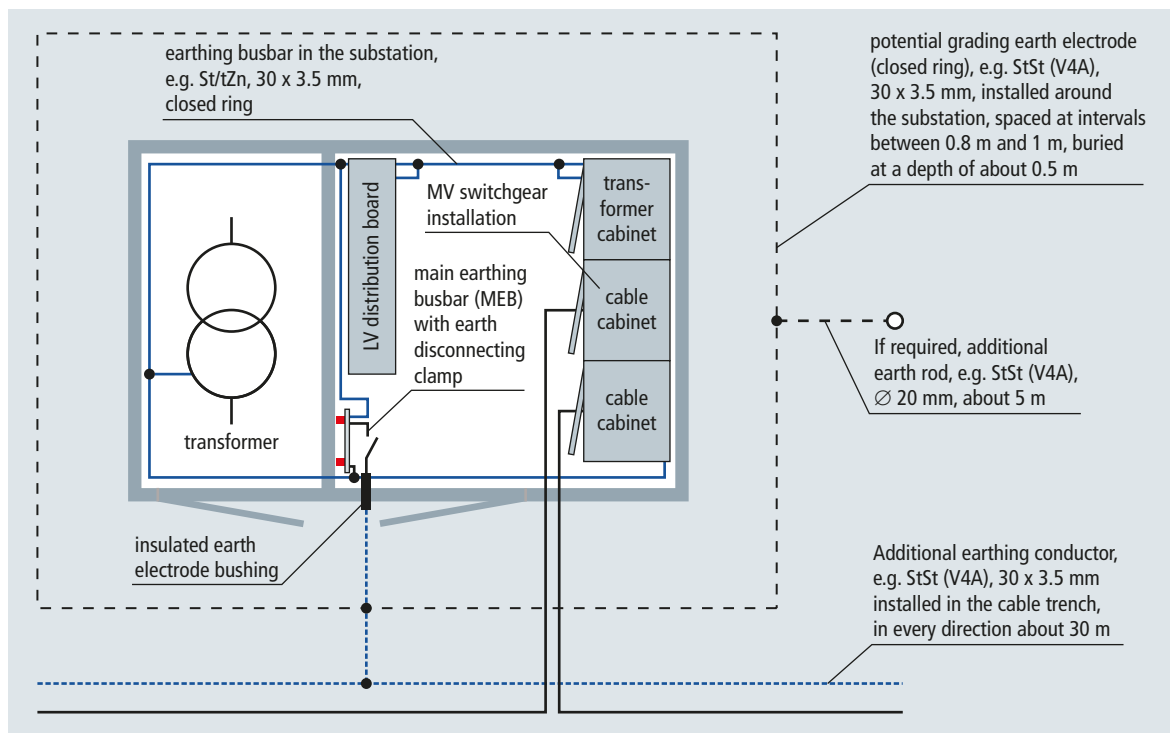 earthing busbar in the substation,
e.g. St/tZn, 30 x 3.5 mm,
closed ring
potential grading earth electrode
(closed ring), e.g. StSt (V4A),
30 x 3.5 mm, installed around
the substation, spaced at intervals
between 0.8 m and 1 m, buried
at a depth of about 0.5 m
LV distribution board
MV switchgear
installation
trans-
former
cabinet
main earthing
busbar (MEB)
with earth
disconnecting
clamp
cable
cabinet
cable
cabinet
transformer
If required, additional
earth rod, e.g. StSt (V4A),
∅ 20 mm, about 5 m
insulated earth
electrode bushing
Additional earthing conductor,
e.g. StSt (V4A), 30 x 3.5 mm
installed in the cable trench,
in every direction about 30 m